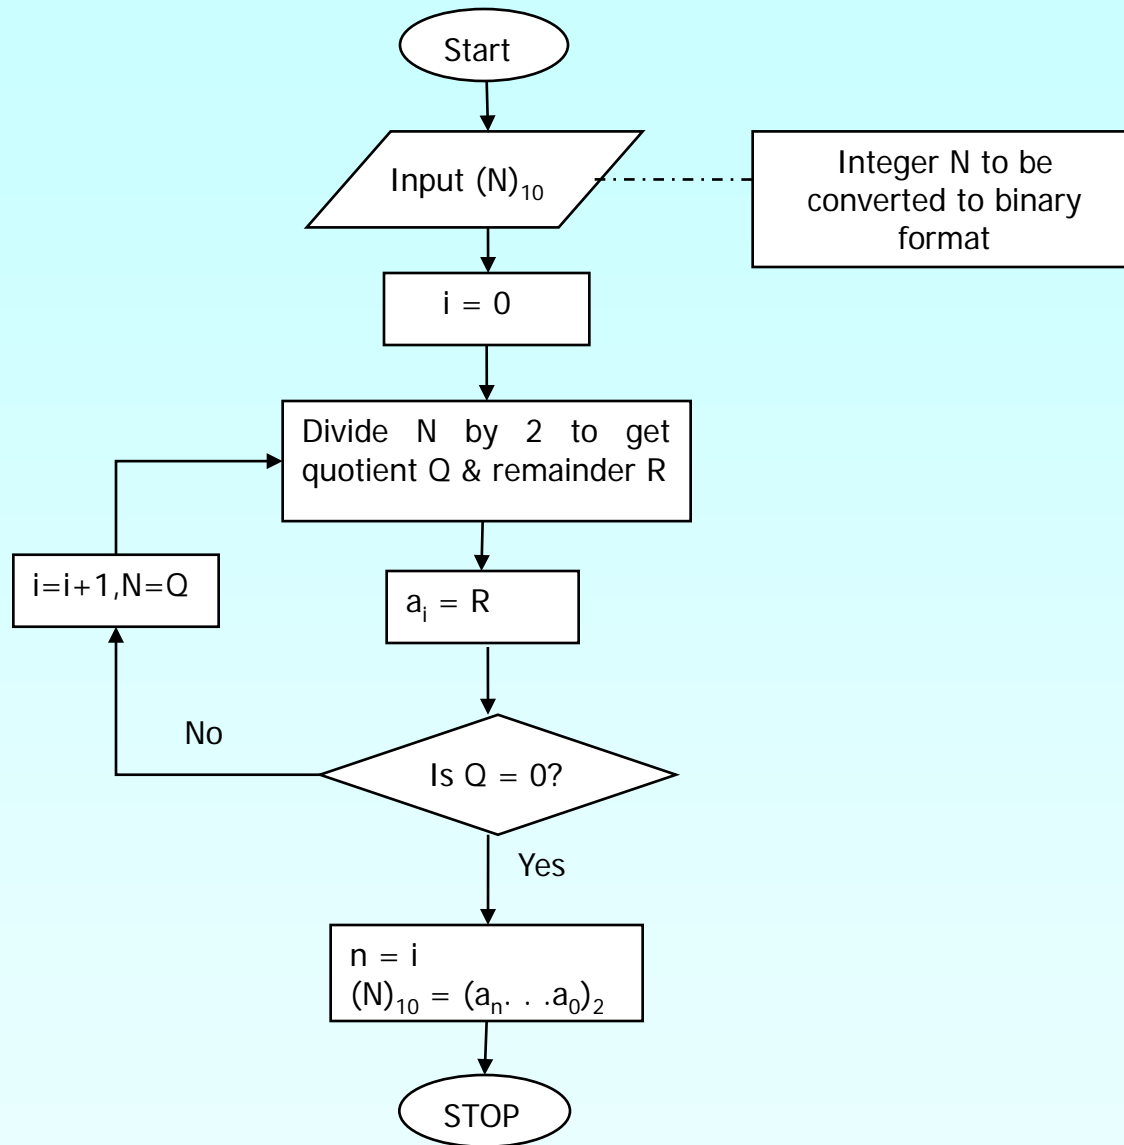 Start
Input (N)₁₀
Integer N to be
converted to binary
format
i = 0
Divide N by 2 to get
quotient Q & remainder R
i=i+1,N=Q
aᵢ = R
No
Is Q = 0?
Yes
n = i
(N)₁₀ = (aₙ. . .a₀)₂
STOP